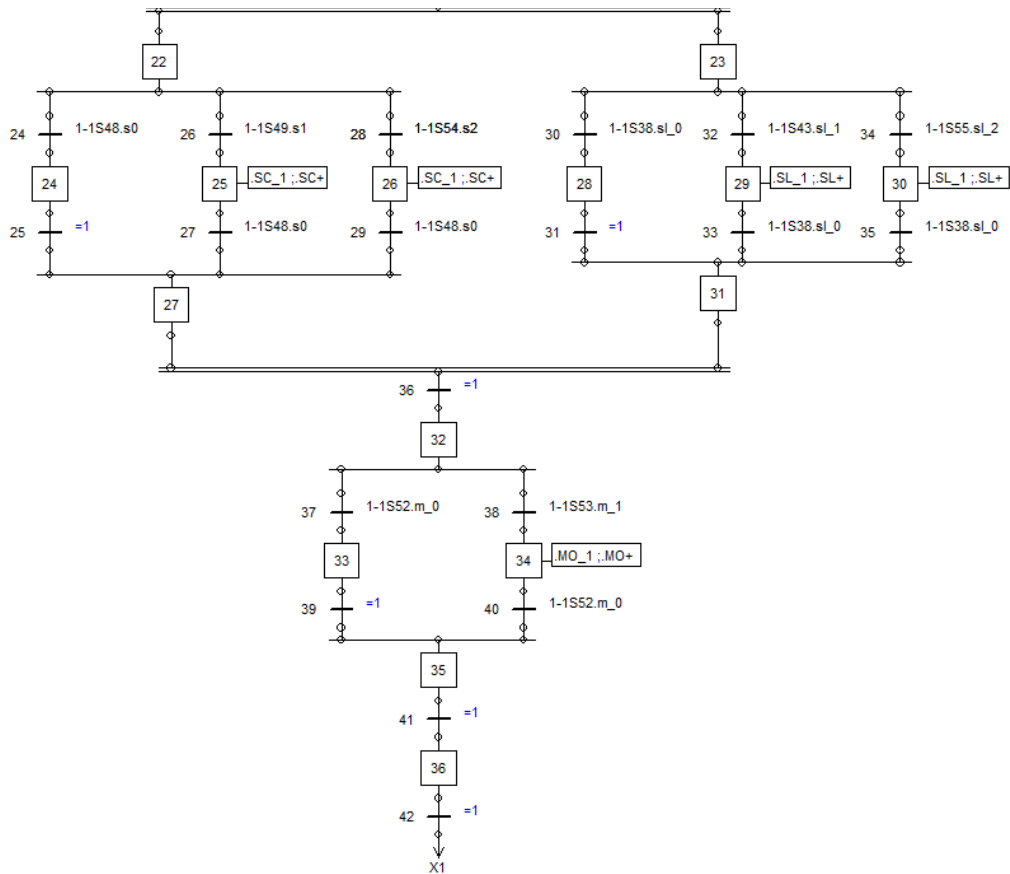 22 23
24 1-1S48.s0 26 1-1S49.s1 28 1-1S54.s2 30 1-1S38.sl_0 32 1-1S43.sl_1 34 1-1S55.sl_2
24 25 .SC_1 ;.SC+ 26 .SC_1 ;.SC+ 28 29 .SL_1 ;.SL+ 30 .SL_1 ;.SL+
25 =1 27 1-1S48.s0 29 1-1S48.s0 31 =1 33 1-1S38.sl_0 35 1-1S38.sl_0
27 31
36 =1
32
37 1-1S52.m_0 38 1-1S53.m_1
33 34 .MO_1 ;.MO+
39 =1 40 1-1S52.m_0
35
41 =1
36
42 =1
X1